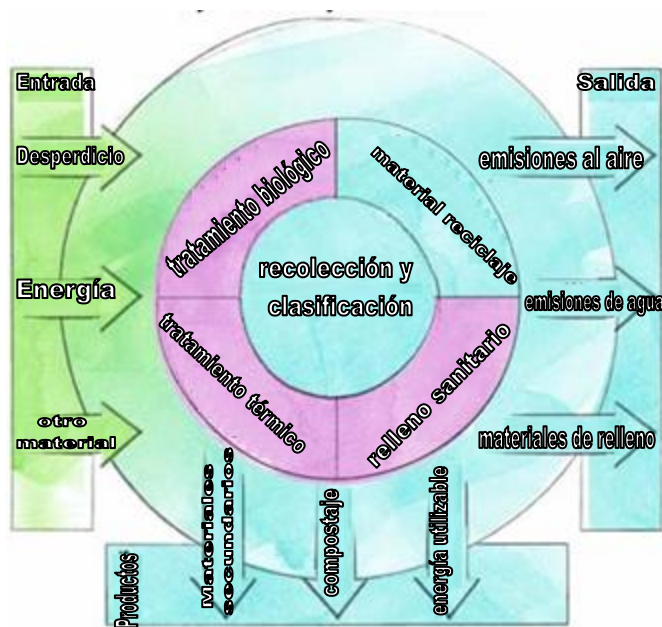 Entrada
Salida
Desperdicio
emisiones al aire
tratamiento biológico
material reciclaje
recolección y
clasificación
Energía
emisiones de agua
tratamiento térmico
relleno sanitario
otro
material
materiales de relleno
Materiales
secundarios
compostaje
energía utilizable
Productos